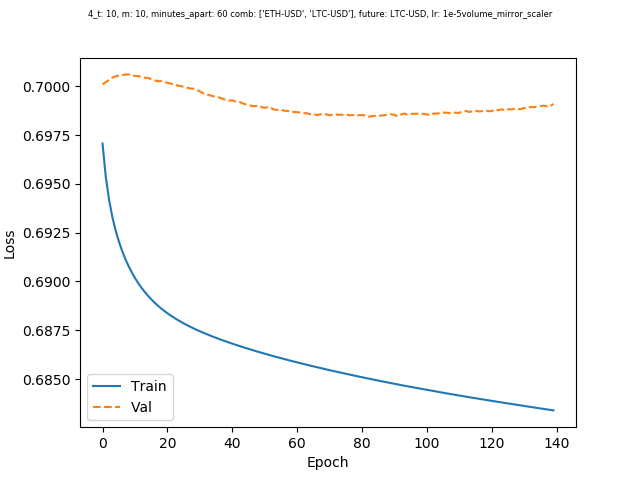 4_t: 10, m: 10, minutes_apart: 60 comb: ['ETH-USD', 'LTC-USD'], future: LTC-USD, lr: 1e-5volume_mirror_scaler
0.7000
0.6975
0.6950
0.6925
0.6900
0.6875
0.6850
Loss
Train
Val
0 20 40 60 80 100 120 140
Epoch